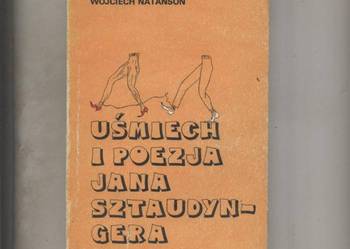 WOJCIECH NATANSON
UŚMIECH
I POEZJA
JANA
SZTAUDYN-
GERA